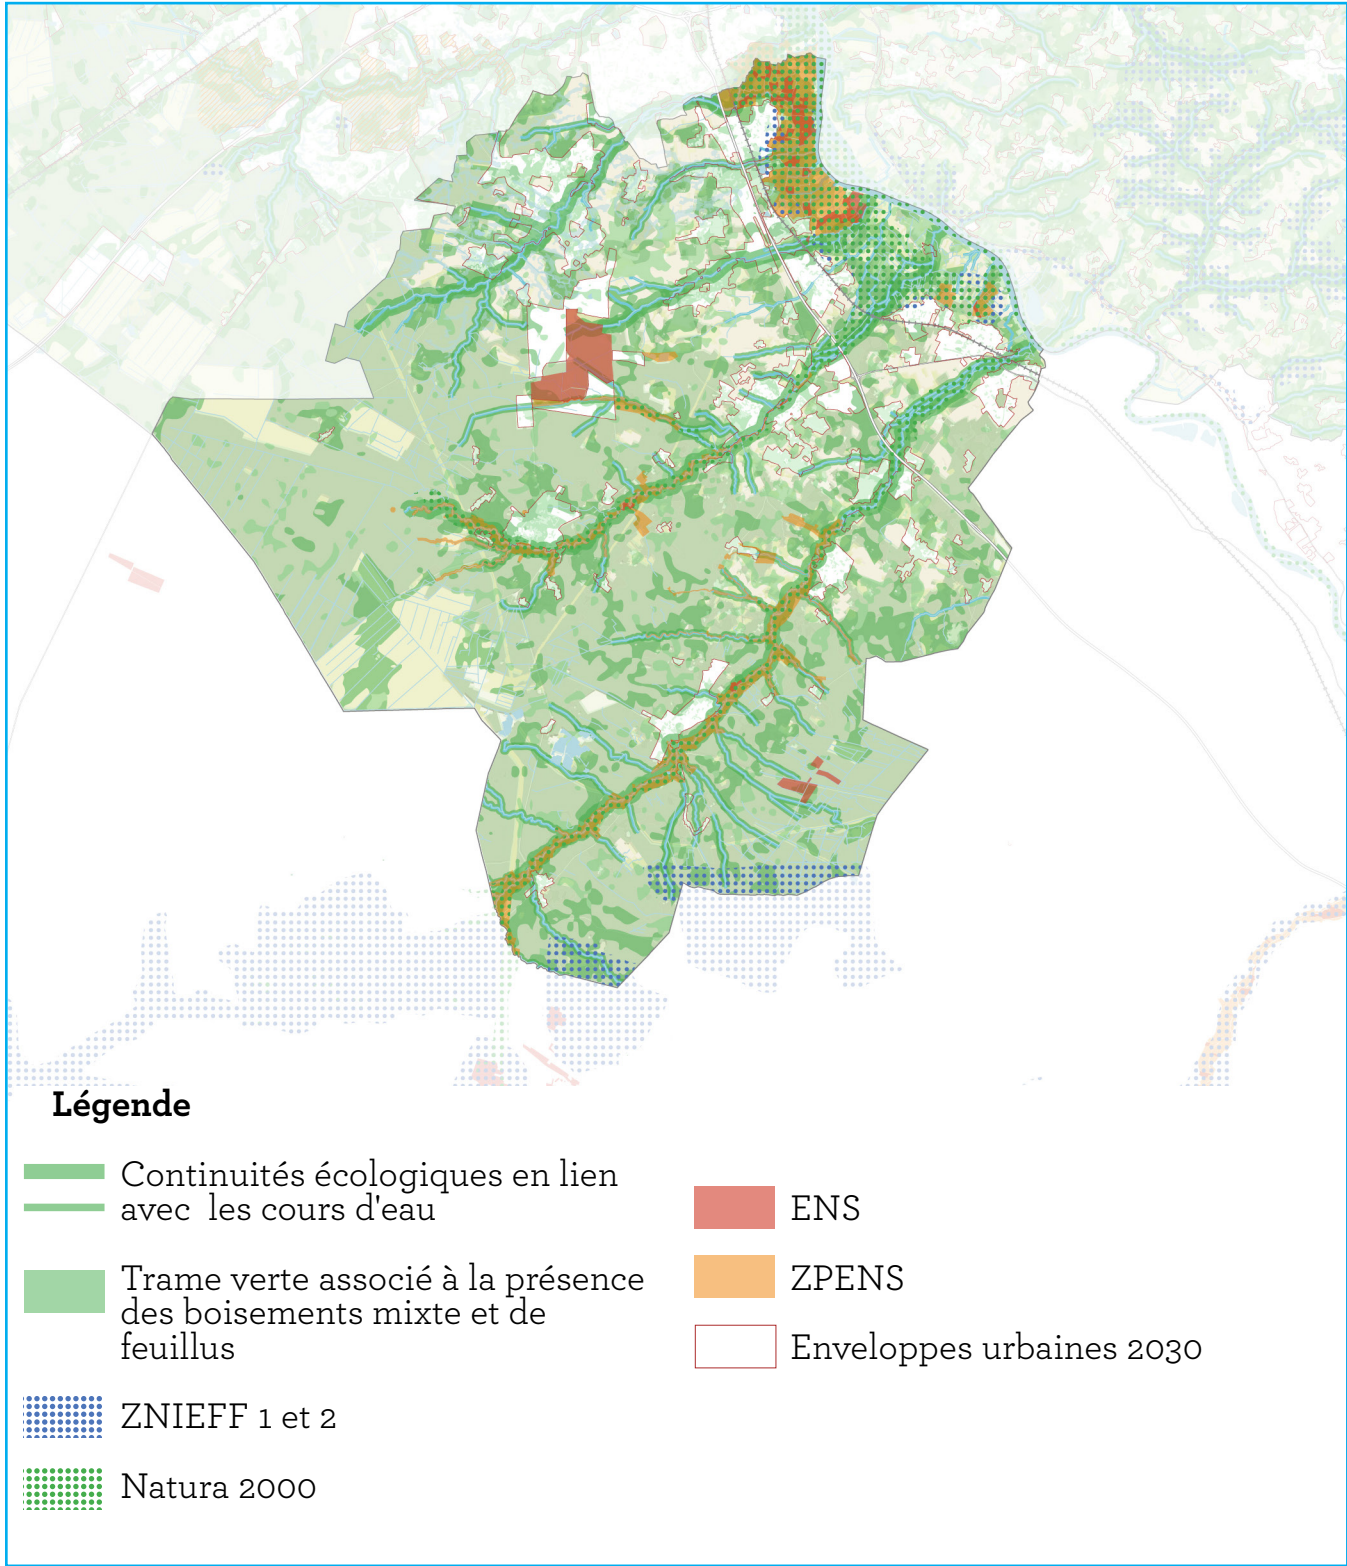 Légende
Continuités écologiques en lien
avec les cours d'eau
Trame verte associé à la présence
des boisements mixte et de
feuillus
ZNIEFF 1 et 2
Natura 2000
ENS
ZPENS
Enveloppes urbaines 2030